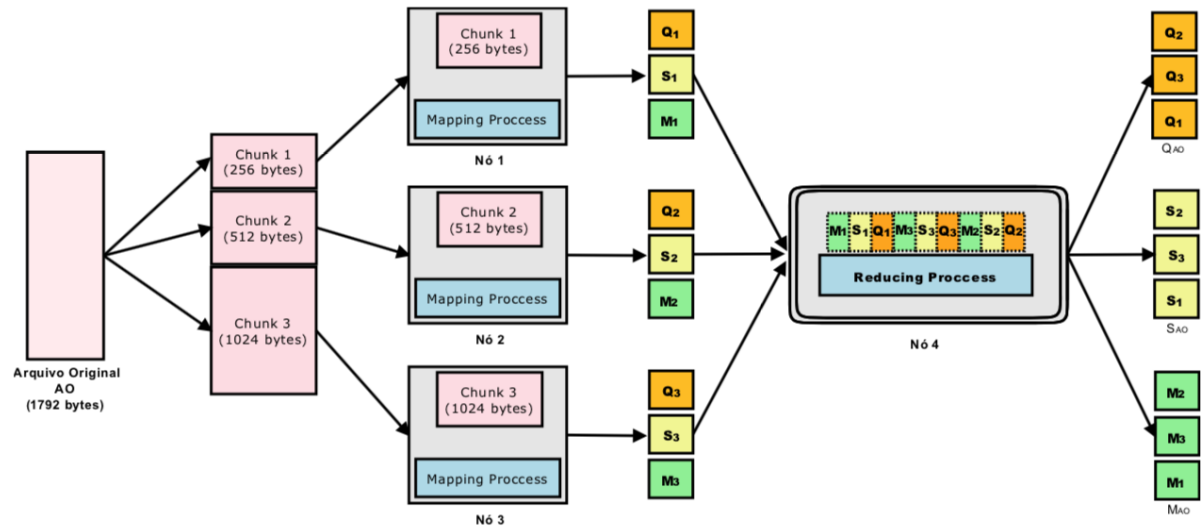 Arquivo Original
AO
(1792 bytes)
Chunk 1
(256 bytes)
Chunk 2
(512 bytes)
Chunk 3
(1024 bytes)
Chunk 1
(256 bytes)
Mapping Proccess
Nó 1
Chunk 2
(512 bytes)
Mapping Proccess
Nó 2
Chunk 3
(1024 bytes)
Mapping Proccess
Nó 3
Q1
S1
M1
Q2
S2
M2
Q3
S3
M3
M1 S1 Q1 M3 S3 Q3 M2 S2 Q2
Reducing Proccess
Nó 4
Q2
Q3
Q1
QAO
S2
S3
S1
SAO
M2
M3
M1
MAO